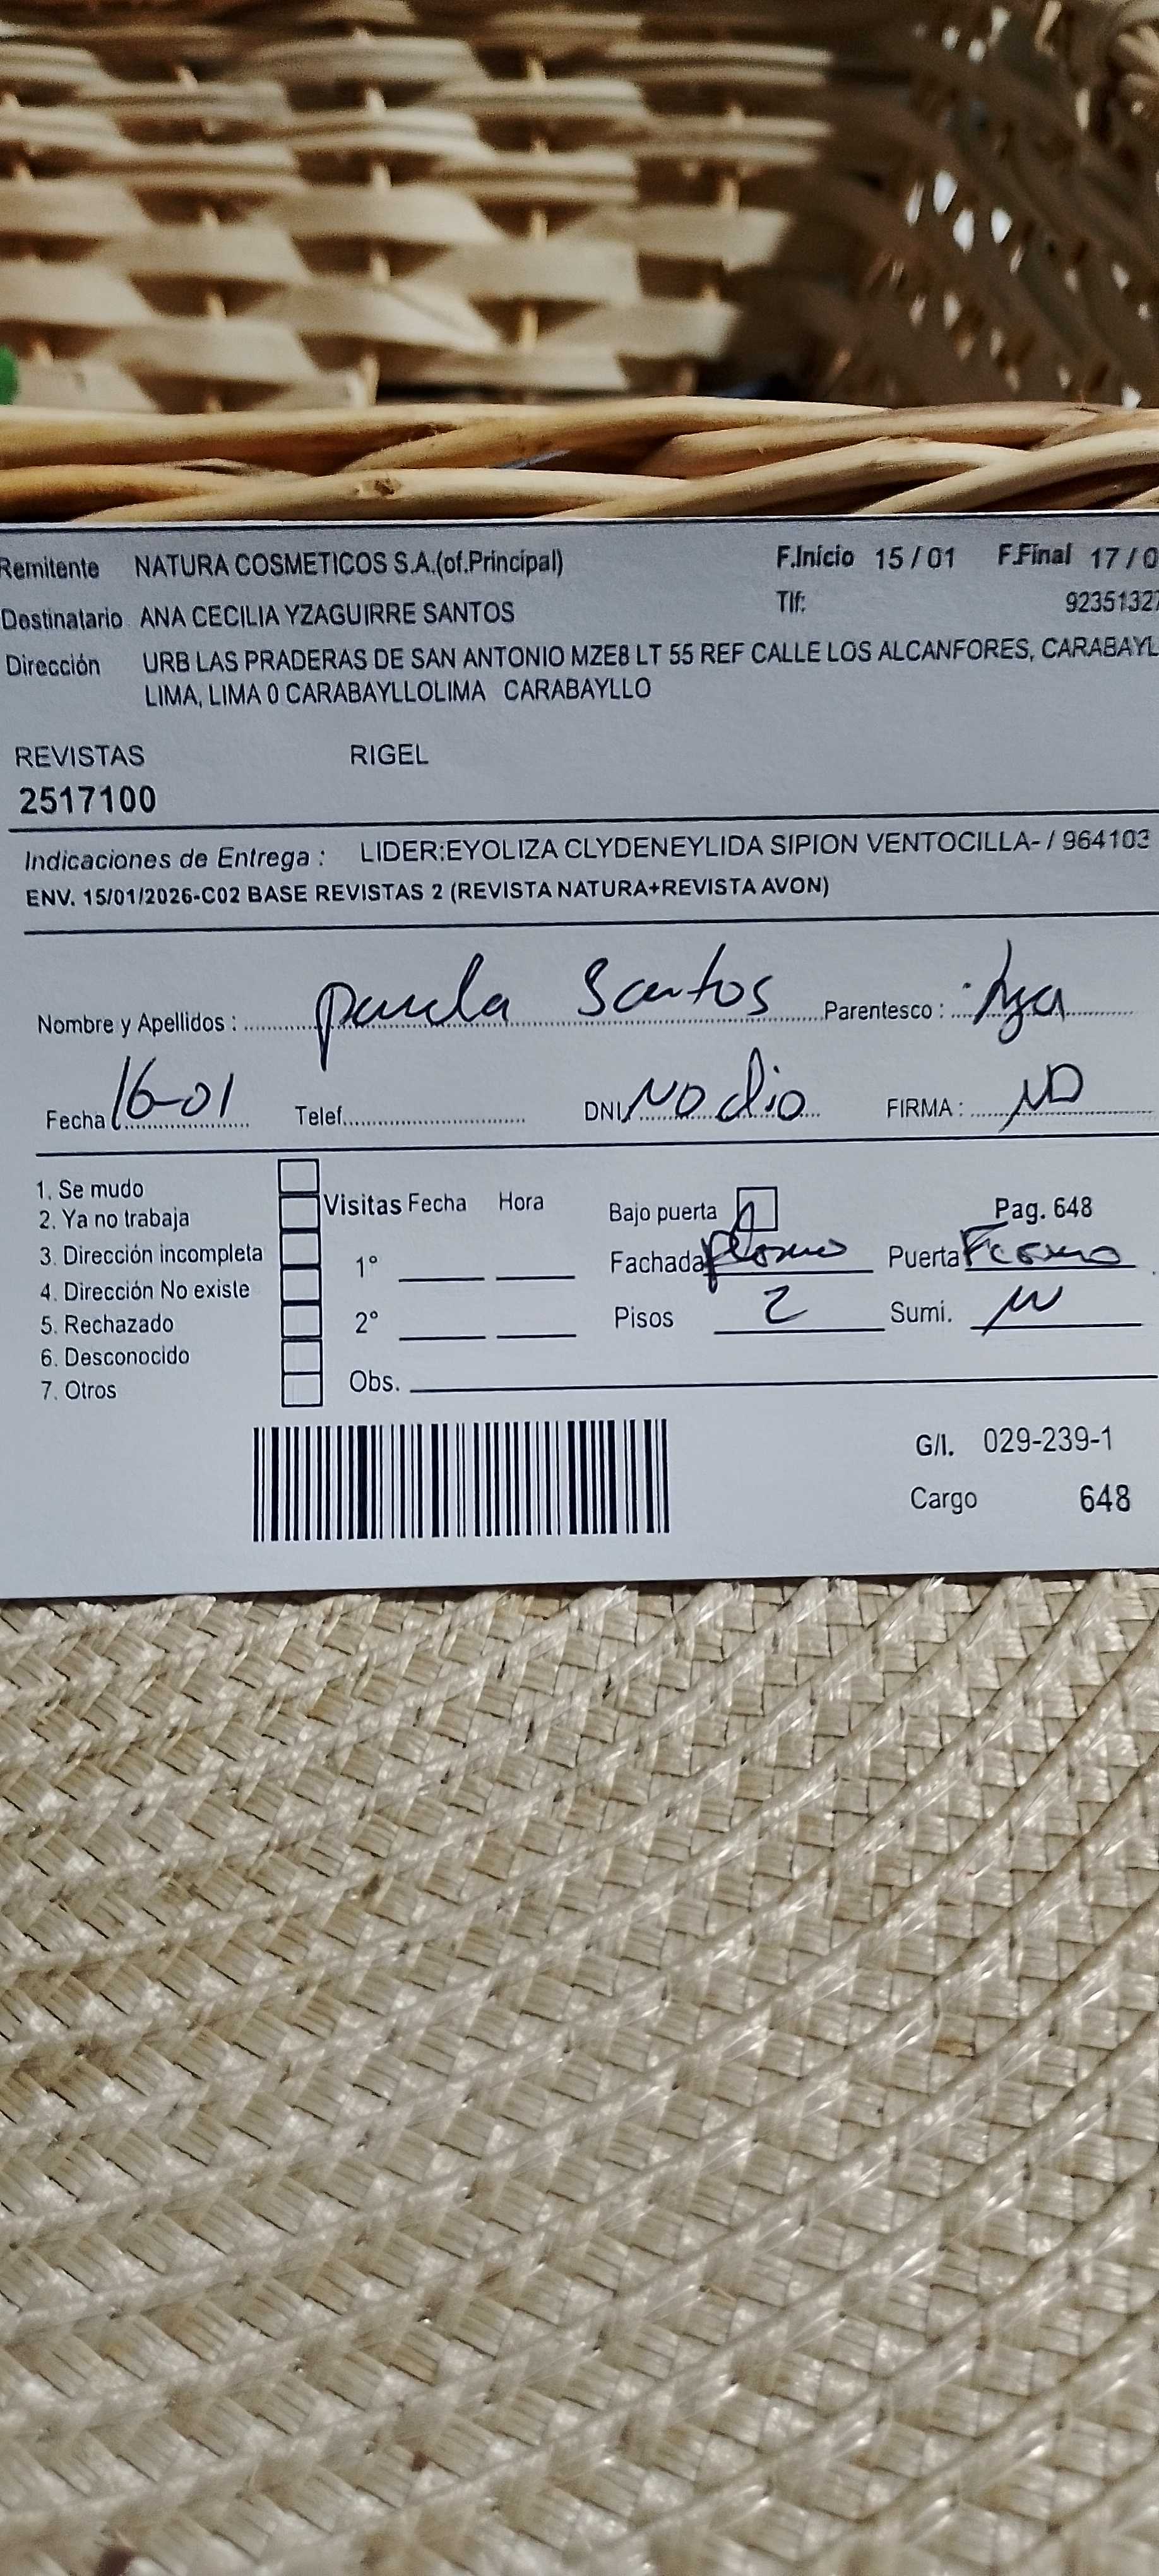 Remitente NATURA COSMETICOS S.A.(of.Principal) F.Inicio 15/01 F.Final 17/0
Destinatario ANA CECILIA YZAGUIRRE SANTOS Tlf: 9235132
Dirección URB LAS PRADERAS DE SAN ANTONIO MZE8 LT 55 REF CALLE LOS ALCANFORES, CARABAYL
LIMA, LIMA 0 CARABAYLLOLIMA CARABAYLLO
REVISTAS RIGEL
2517100
Indicaciones de Entrega : LIDER:EYOLIZA CLYDENEYLIDA SIPION VENTOCILLA- / 964103
ENV. 15/01/2026-C02 BASE REVISTAS 2 (REVISTA NATURA+REVISTA AVON)
Nombre y Apellidos : Santos Parentesco :
Fecha 16-01 Telef. DNI NO dio FIRMA : ND
1. Se mudo
2. Ya no trabaja Visitas Fecha Hora Bajo puerta 1 Pag. 648
3. Dirección incompleta 1° Fachada plomo Puerta
4. Dirección No existe
5. Rechazado 2° Pisos 2 Sumi.
6. Desconocido
7. Otros Obs.
G/I. 029-239-1
Cargo 648